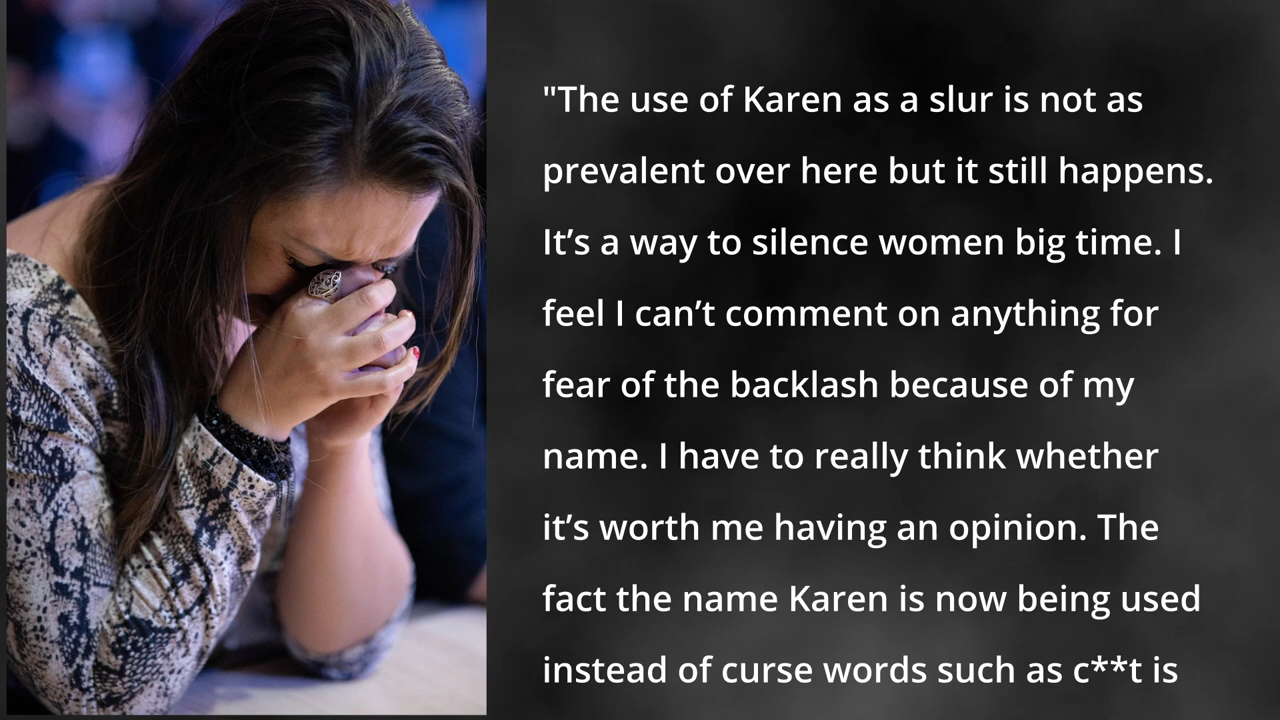 "The use of Karen as a slur is not as
prevalent over here but it still happens.
It’s a way to silence women big time. I
feel I can’t comment on anything for
fear of the backlash because of my
name. I have to really think whether
it’s worth me having an opinion. The
fact the name Karen is now being used
instead of curse words such as c**t is